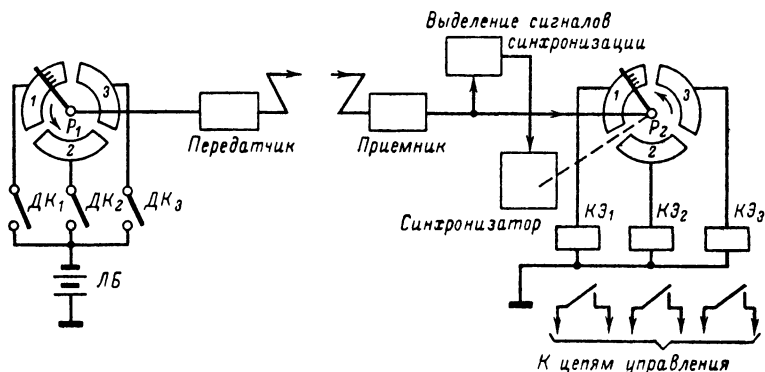 Выделение сигналов
синхронизации
1
3
2
P₁
Передатчик
Приемник
1
3
2
P₂
Синхронизатор
ДК₁
ДК₂
ДК₃
КЭ₁
КЭ₂
КЭ₃
ЛБ
К цепям управления